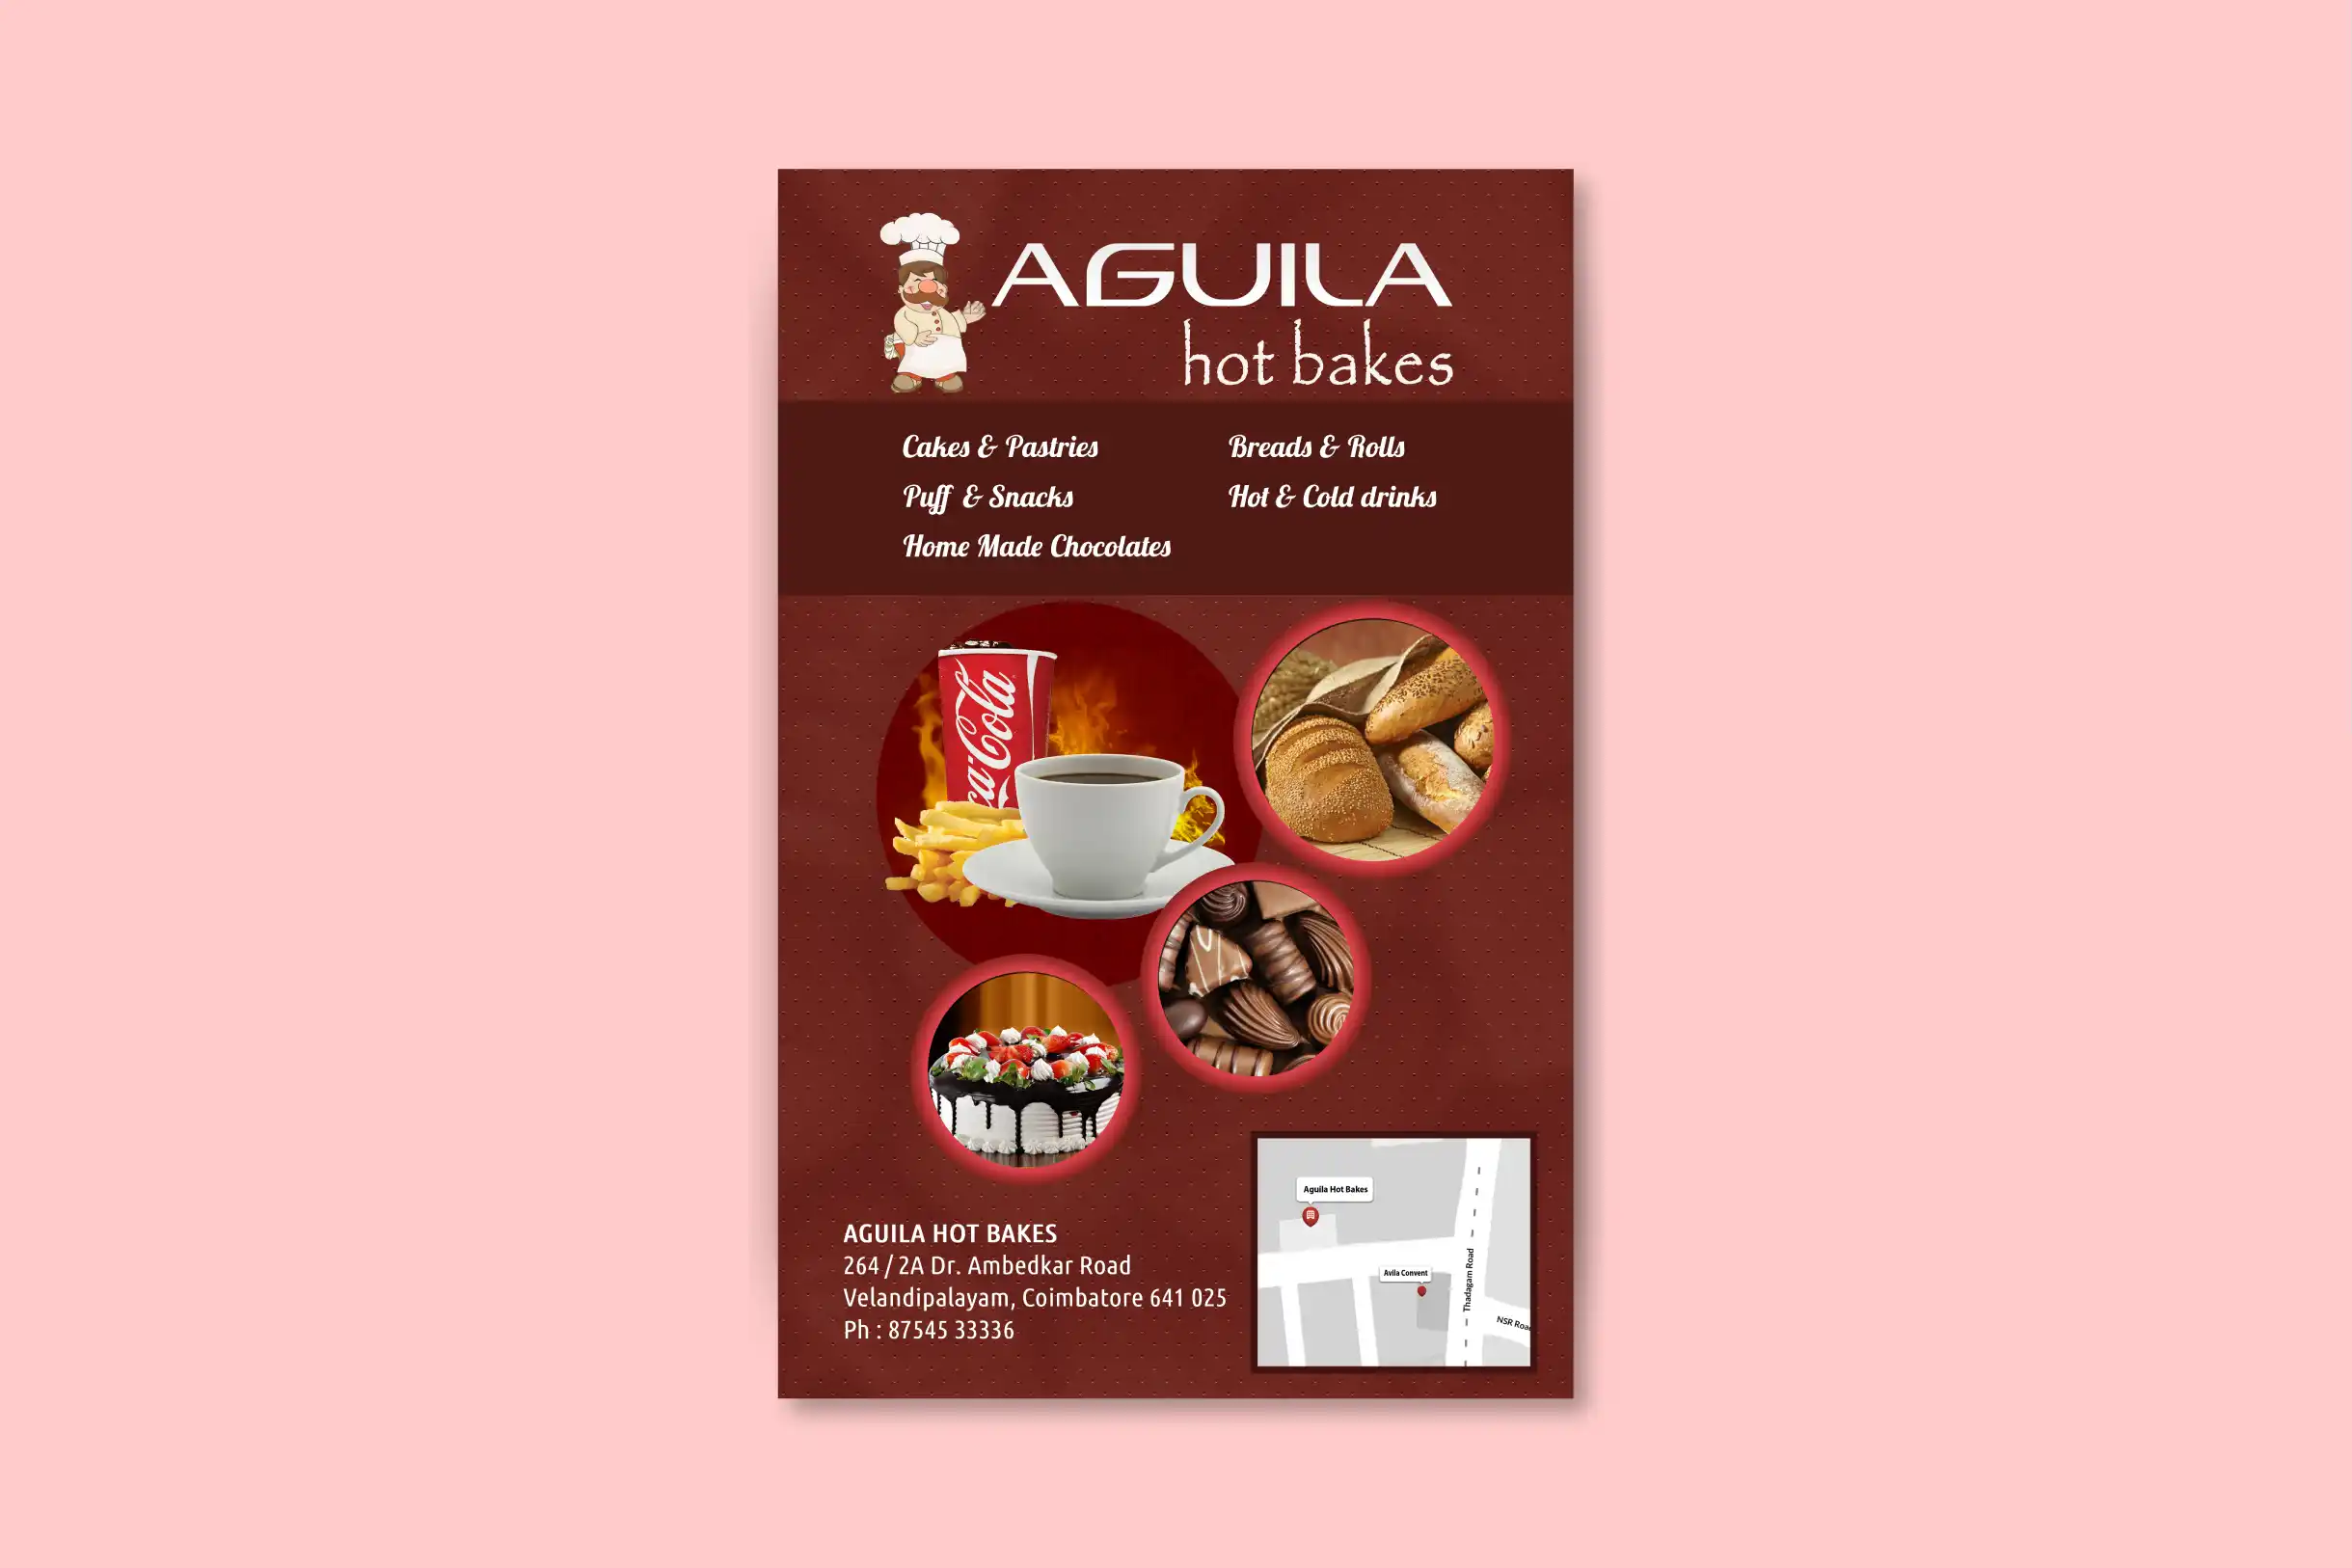 AGUILA
hot bakes
Cakes & Pastries
Breads & Rolls
Puff & Snacks
Hot & Cold drinks
Home Made Chocolates
ca-Cola
Aguila Hot Bakes
Avila Convent
Thadagam Road
NSR Road
AGUILA HOT BAKES
264 / 2A Dr. Ambedkar Road
Velandipalayam, Coimbatore 641 025
Ph : 87545 33336